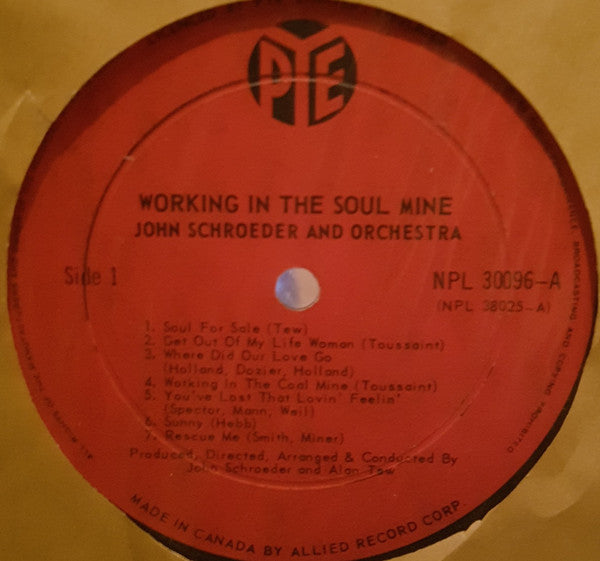 PYE
WORKING IN THE SOUL MINE
JOHN SCHROEDER AND ORCHESTRA
Side 1
NPL 30096-A
(NPL 38025-A)
1. Soul For Sale (Tew)
2. Get Out Of My Life Woman (Toussaint)
3. Where Did Our Love Go
(Holland, Dozier, Holland)
4. Working In The Coal Mine (Toussaint)
5. You've Lost That Lovin' Feelin'
(Spector, Mann, Weil)
6. Sunny (Hebb)
7. Rescue Me (Smith, Miner)
Produced, Directed, Arranged & Conducted By
John Schroeder and Alan Tew
MADE IN CANADA BY ALLIED RECORD CORP.
BROADCASTING AND COPYING PROHIBITED